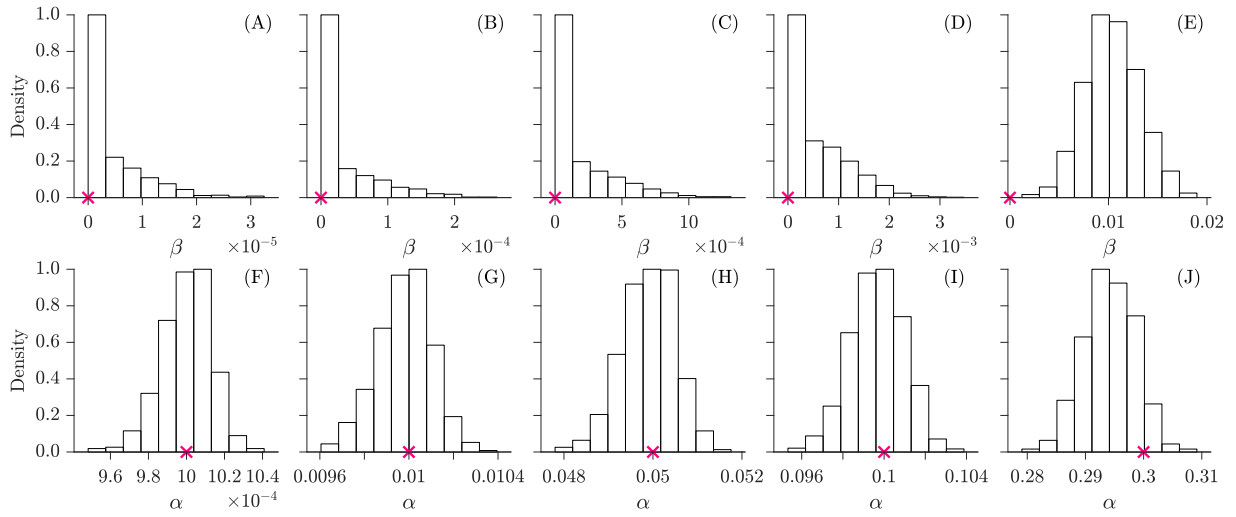 (A) (B) (C) (D) (E)
Density
1.0
0.8
0.6
0.4
0.2
0.0
0 1 2 3
β ×10⁻⁵
0 1 2
β ×10⁻⁴
0 5 10
β ×10⁻⁴
0 1 2 3
β ×10⁻³
0 0.01 0.02
β
(F) (G) (H) (I) (J)
Density
1.0
0.8
0.6
0.4
0.2
0.0
9.6 9.8 10 10.2 10.4
α ×10⁻⁴
0.0096 0.01 0.0104
α
0.048 0.05 0.052
α
0.096 0.1 0.104
α
0.28 0.29 0.3 0.31
α